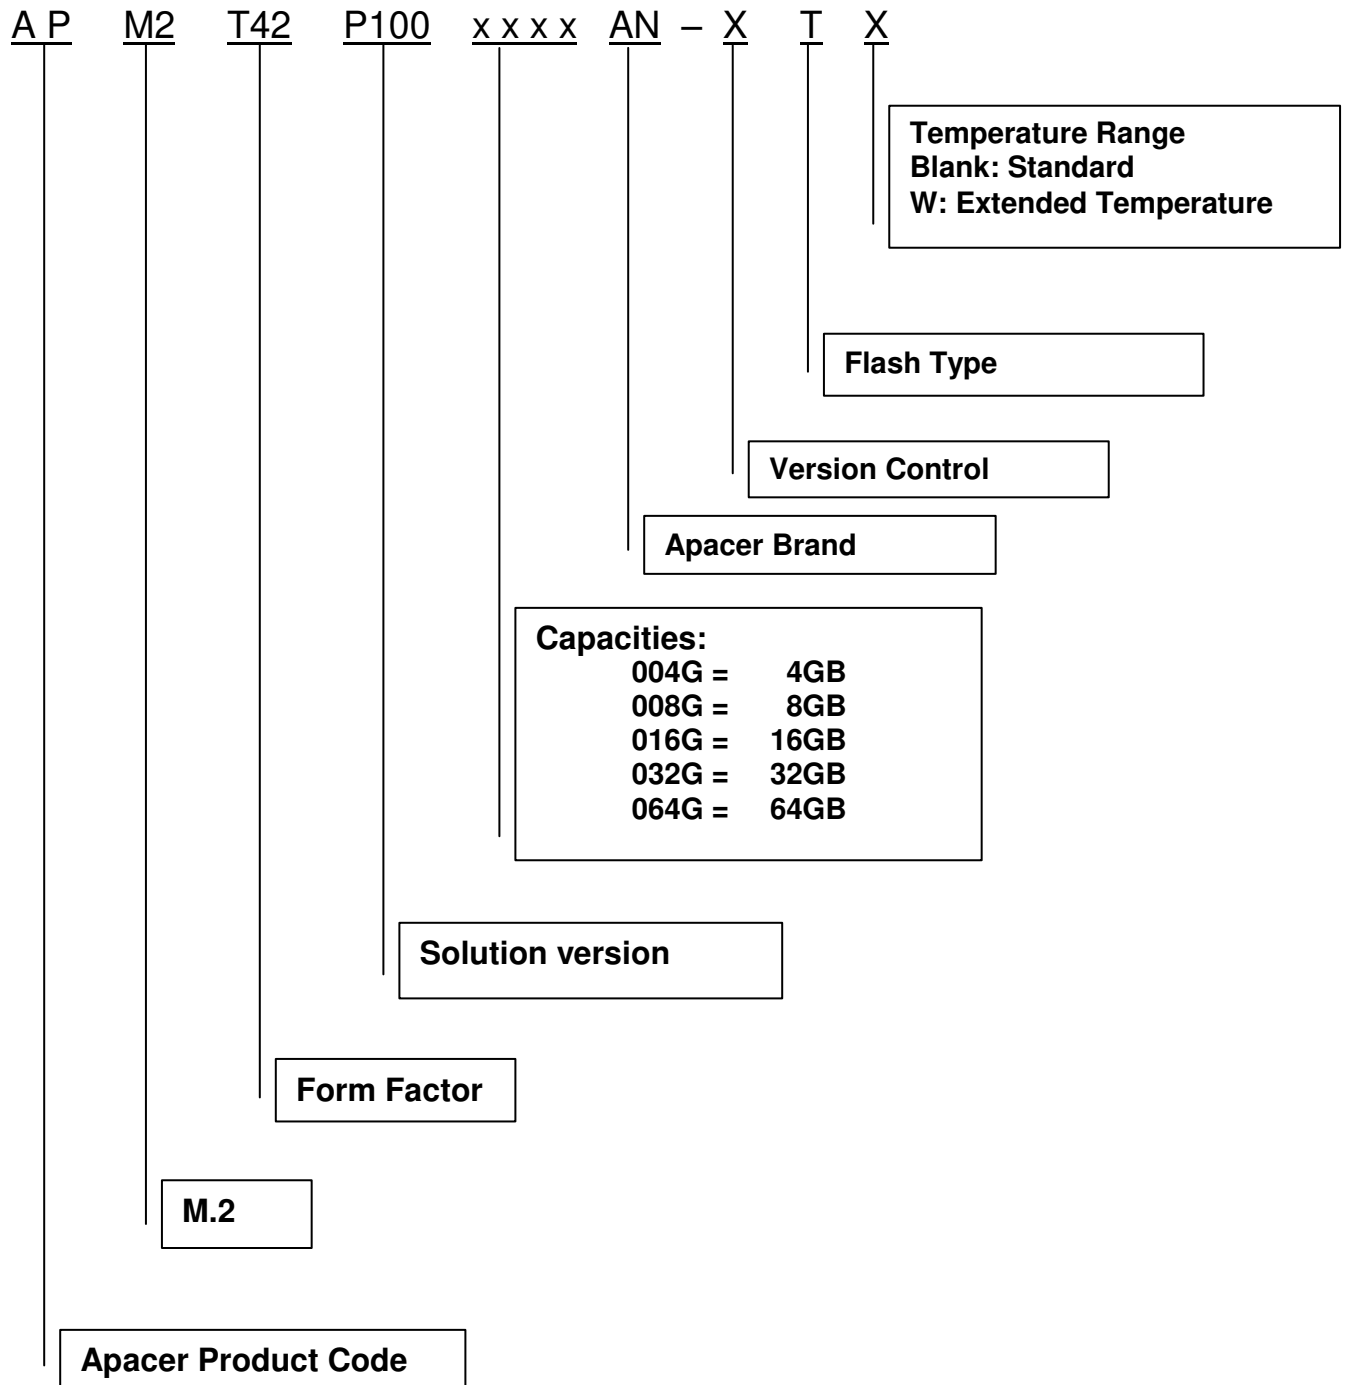 A P M2 T42 P100 x x x x AN – X T X
Temperature Range
Blank: Standard
W: Extended Temperature
Flash Type
Version Control
Apacer Brand
Capacities:
004G = 4GB
008G = 8GB
016G = 16GB
032G = 32GB
064G = 64GB
Solution version
Form Factor
M.2
Apacer Product Code